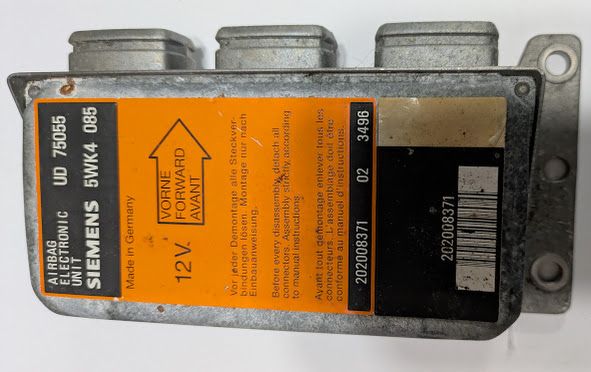 AIRBAG
ELECTRONIC
UNIT
UD 75055
SIEMENS 5WK4 085
Made in Germany
12V.
VORNE
FORWARD
AVANT
Vor jeder Demontage alle Steckver-
bindungen lösen. Montage nur nach
Einbauanweisung.
Before every disassembly, detach all
connectors. Assembly strictly according
to manual instructions.
Avant tout démontage enlever tous les
connecteurs. L'assemblage doit être
conforme au manuel d'instructions.
202008371 02 3496
202008371